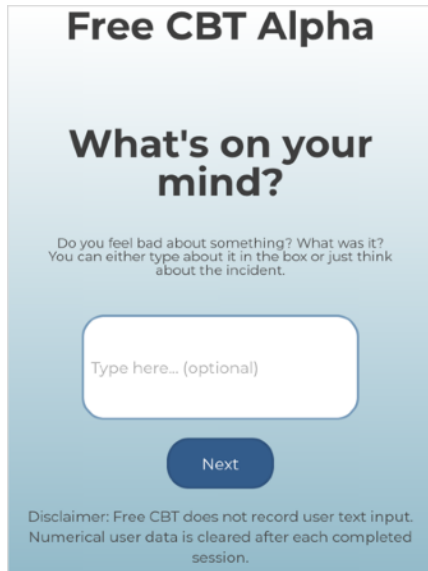 Free CBT Alpha
What's on your
mind?
Do you feel bad about something? What was it?
You can either type about it in the box or just think
about the incident.
Type here... (optional)
Next
Disclaimer: Free CBT does not record user text input.
Numerical user data is cleared after each completed
session.